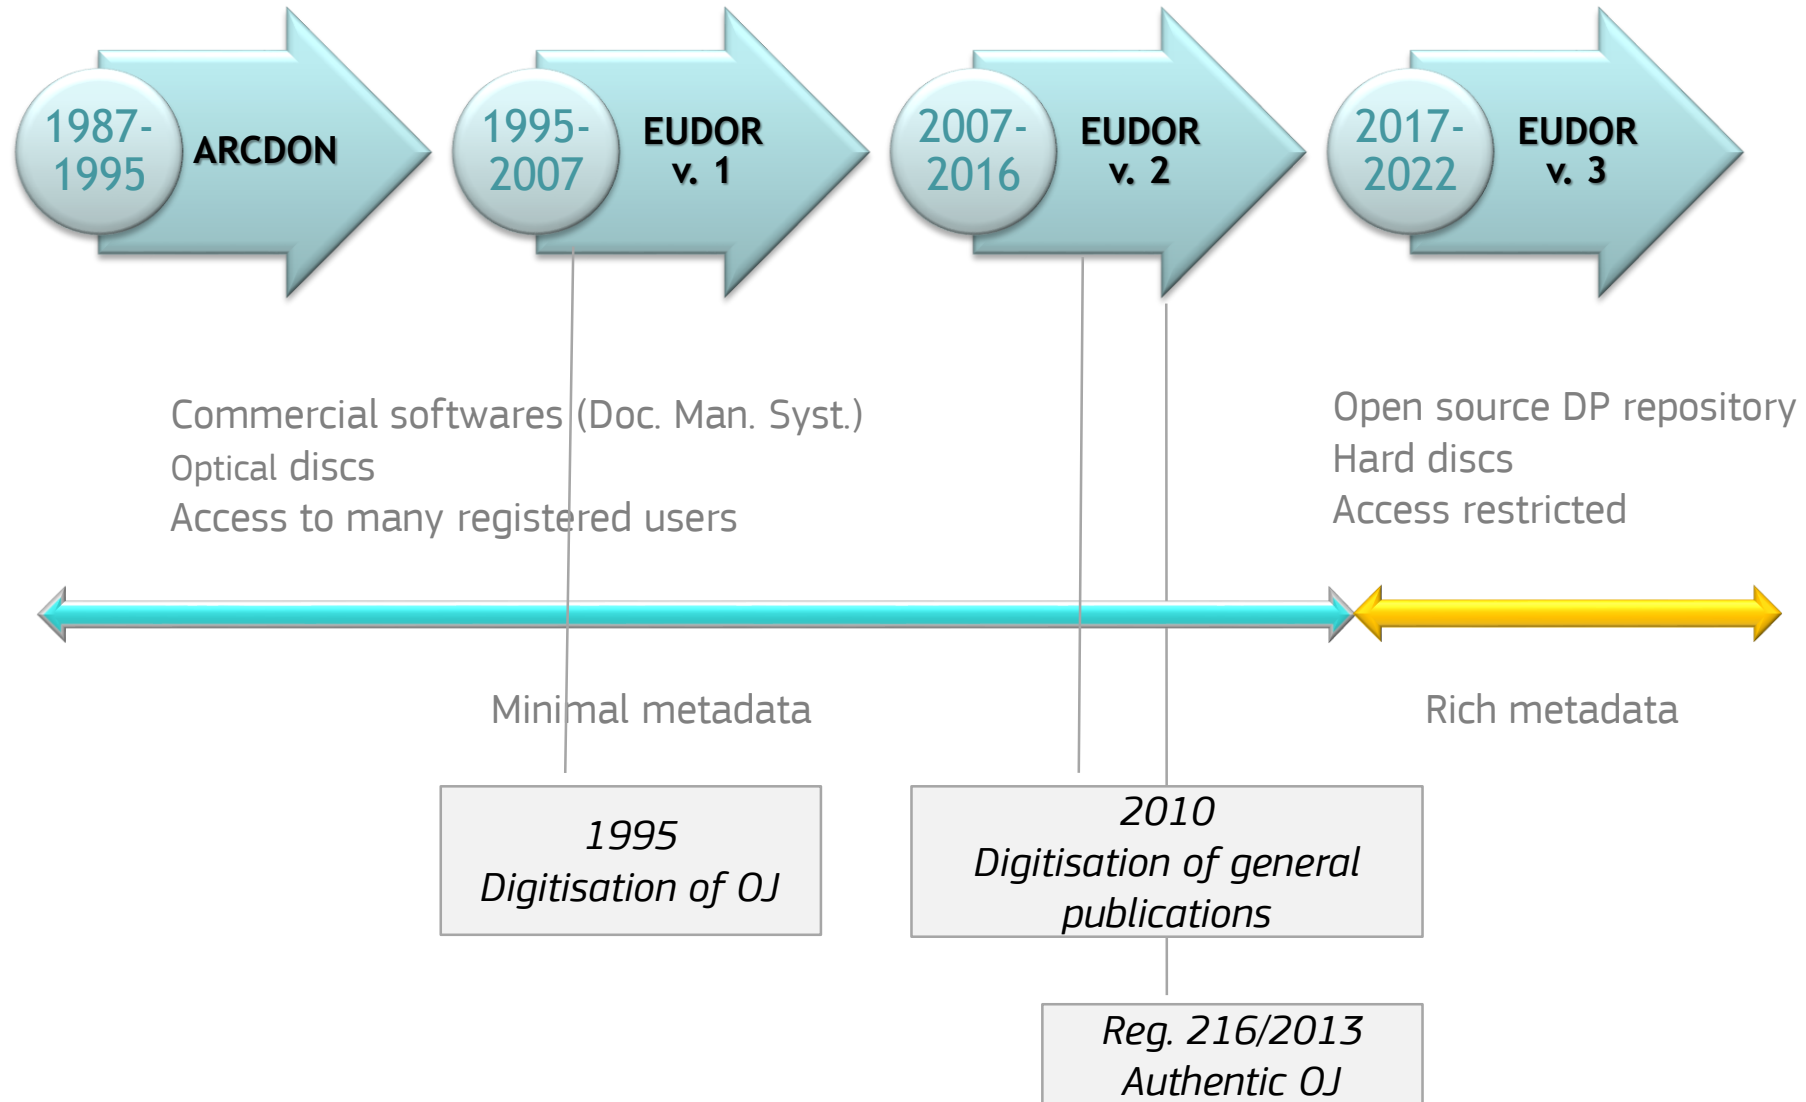 1987-
1995
ARCDON
1995-
2007
EUDOR
v. 1
2007-
2016
EUDOR
v. 2
2017-
2022
EUDOR
v. 3
Commercial softwares (Doc. Man. Syst.)
Optical discs
Access to many registered users
Open source DP repository
Hard discs
Access restricted
Minimal metadata
Rich metadata
1995
Digitisation of OJ
2010
Digitisation of general
publications
Reg. 216/2013
Authentic OJ